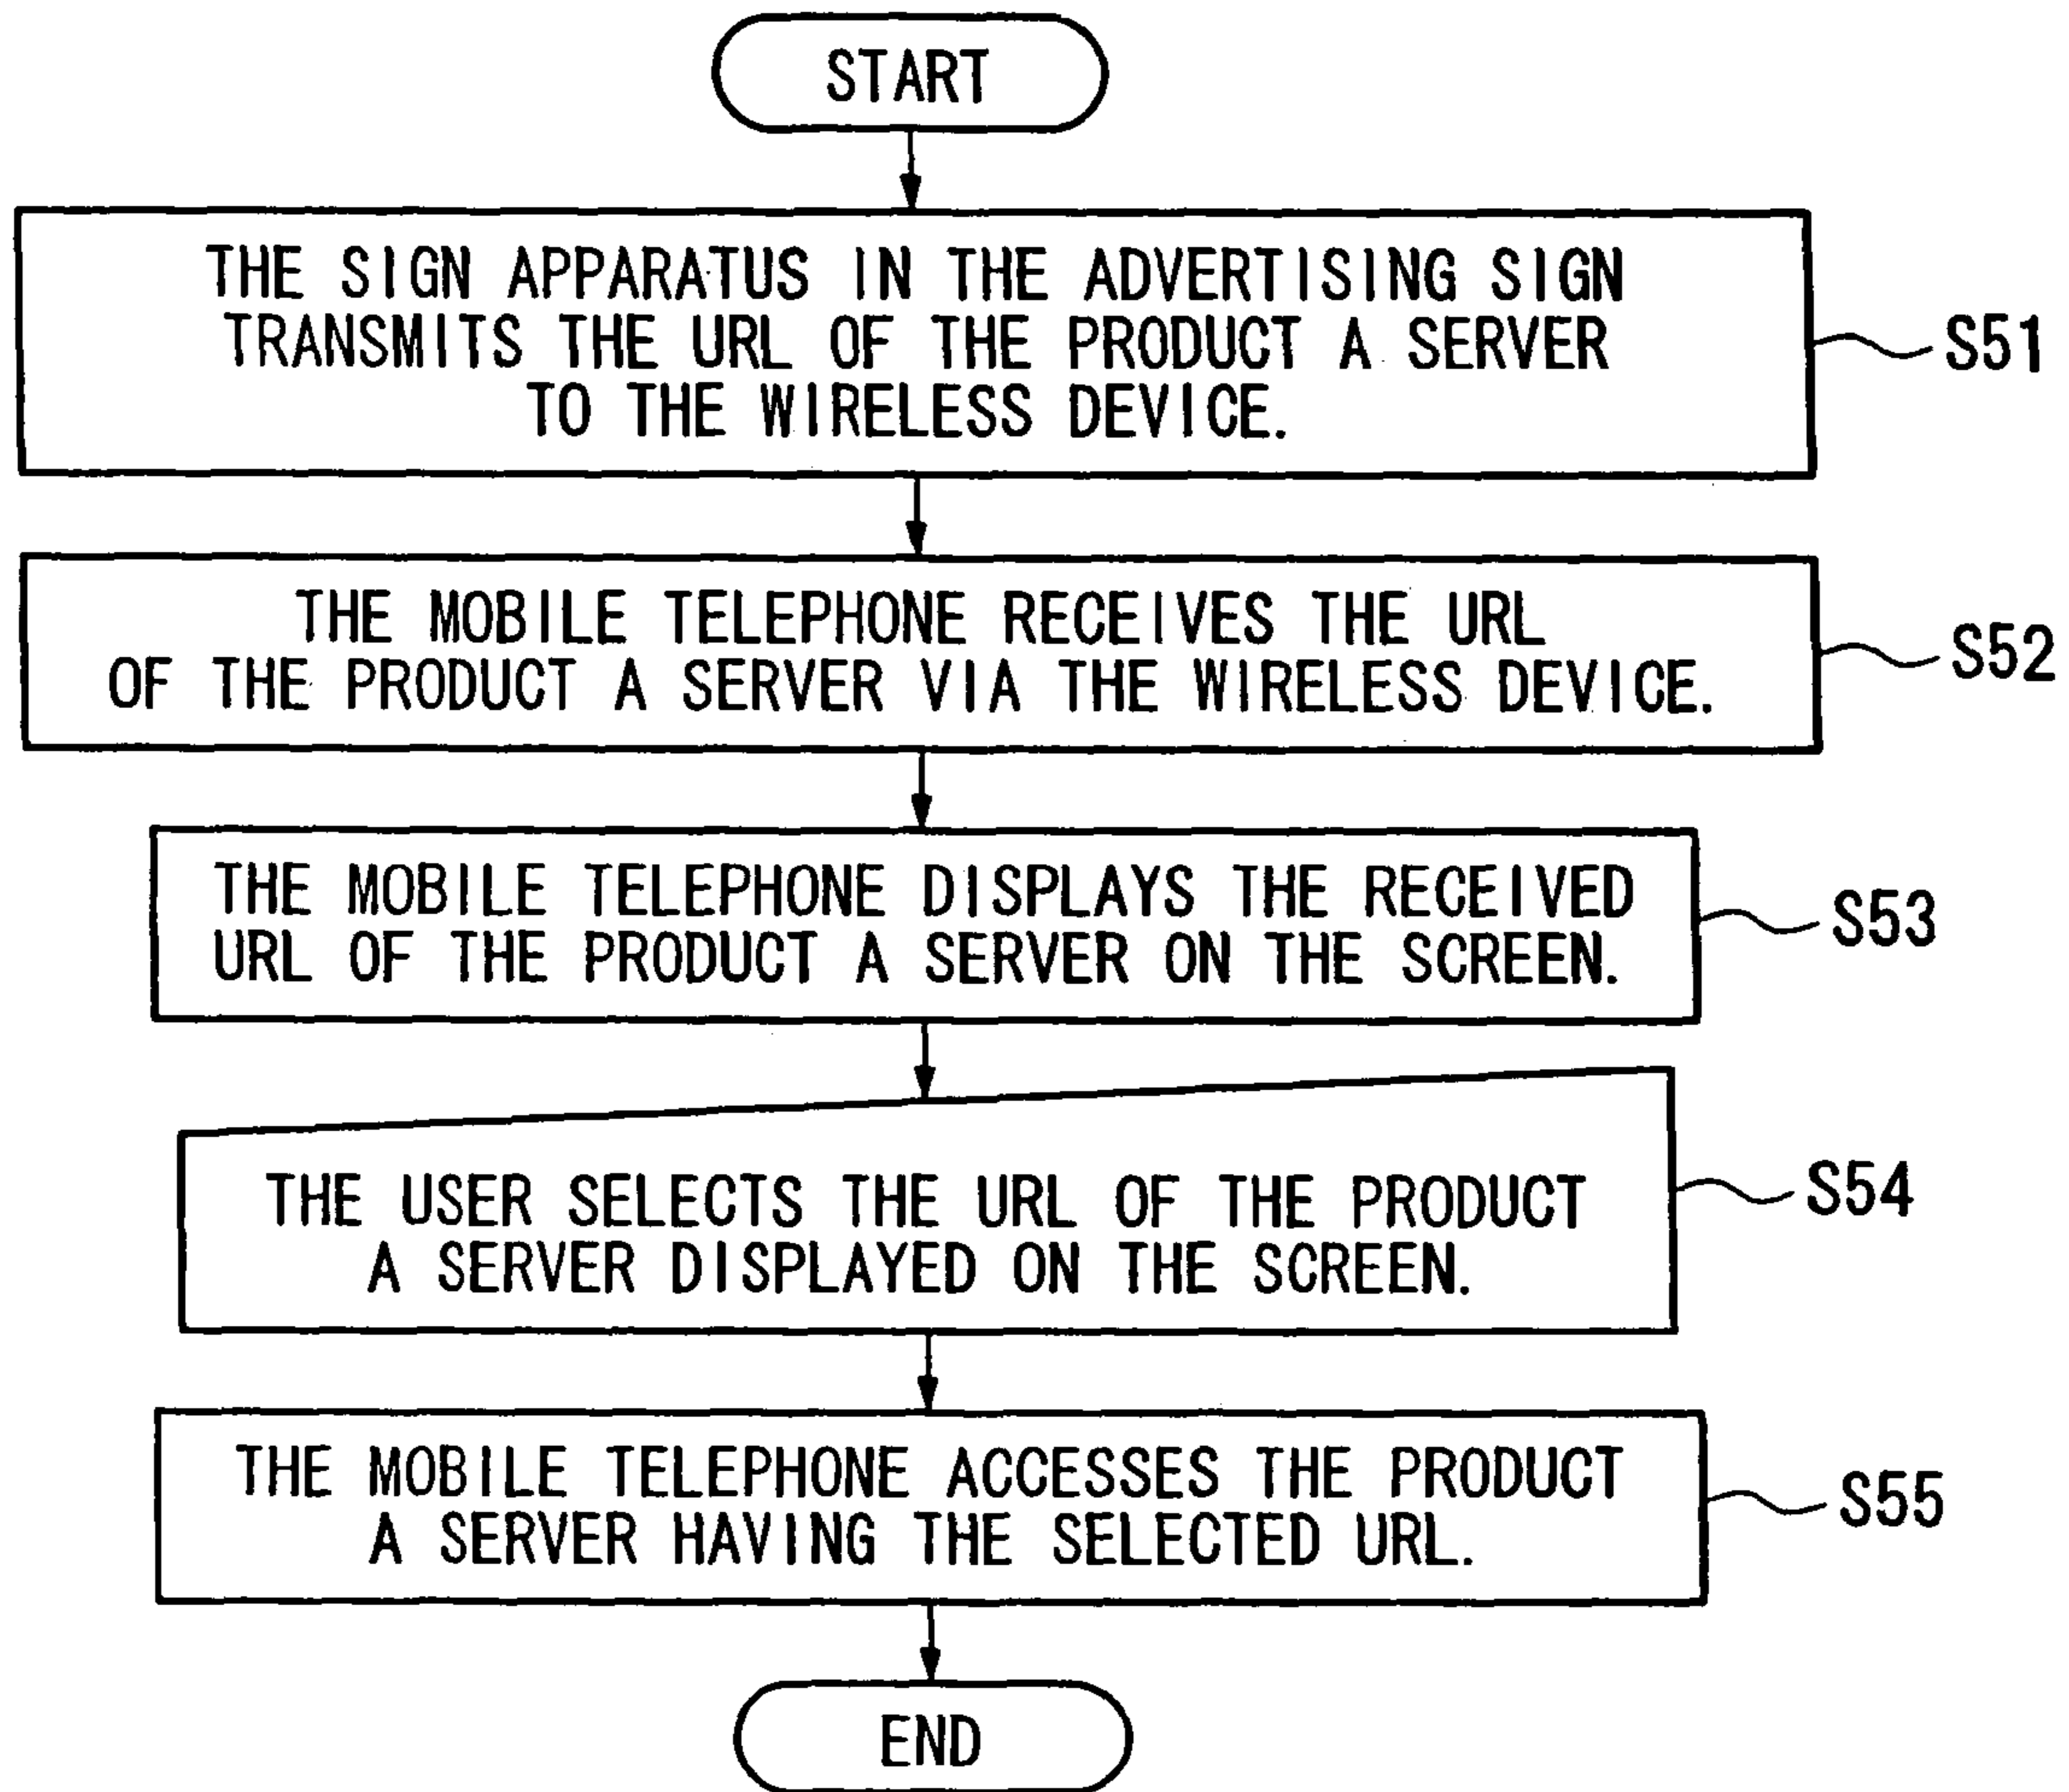 START
THE SIGN APPARATUS IN THE ADVERTISING SIGN
TRANSMITS THE URL OF THE PRODUCT A SERVER
TO THE WIRELESS DEVICE.
S51
THE MOBILE TELEPHONE RECEIVES THE URL
OF THE PRODUCT A SERVER VIA THE WIRELESS DEVICE.
S52
THE MOBILE TELEPHONE DISPLAYS THE RECEIVED
URL OF THE PRODUCT A SERVER ON THE SCREEN.
S53
THE USER SELECTS THE URL OF THE PRODUCT
A SERVER DISPLAYED ON THE SCREEN.
S54
THE MOBILE TELEPHONE ACCESSES THE PRODUCT
A SERVER HAVING THE SELECTED URL.
S55
END